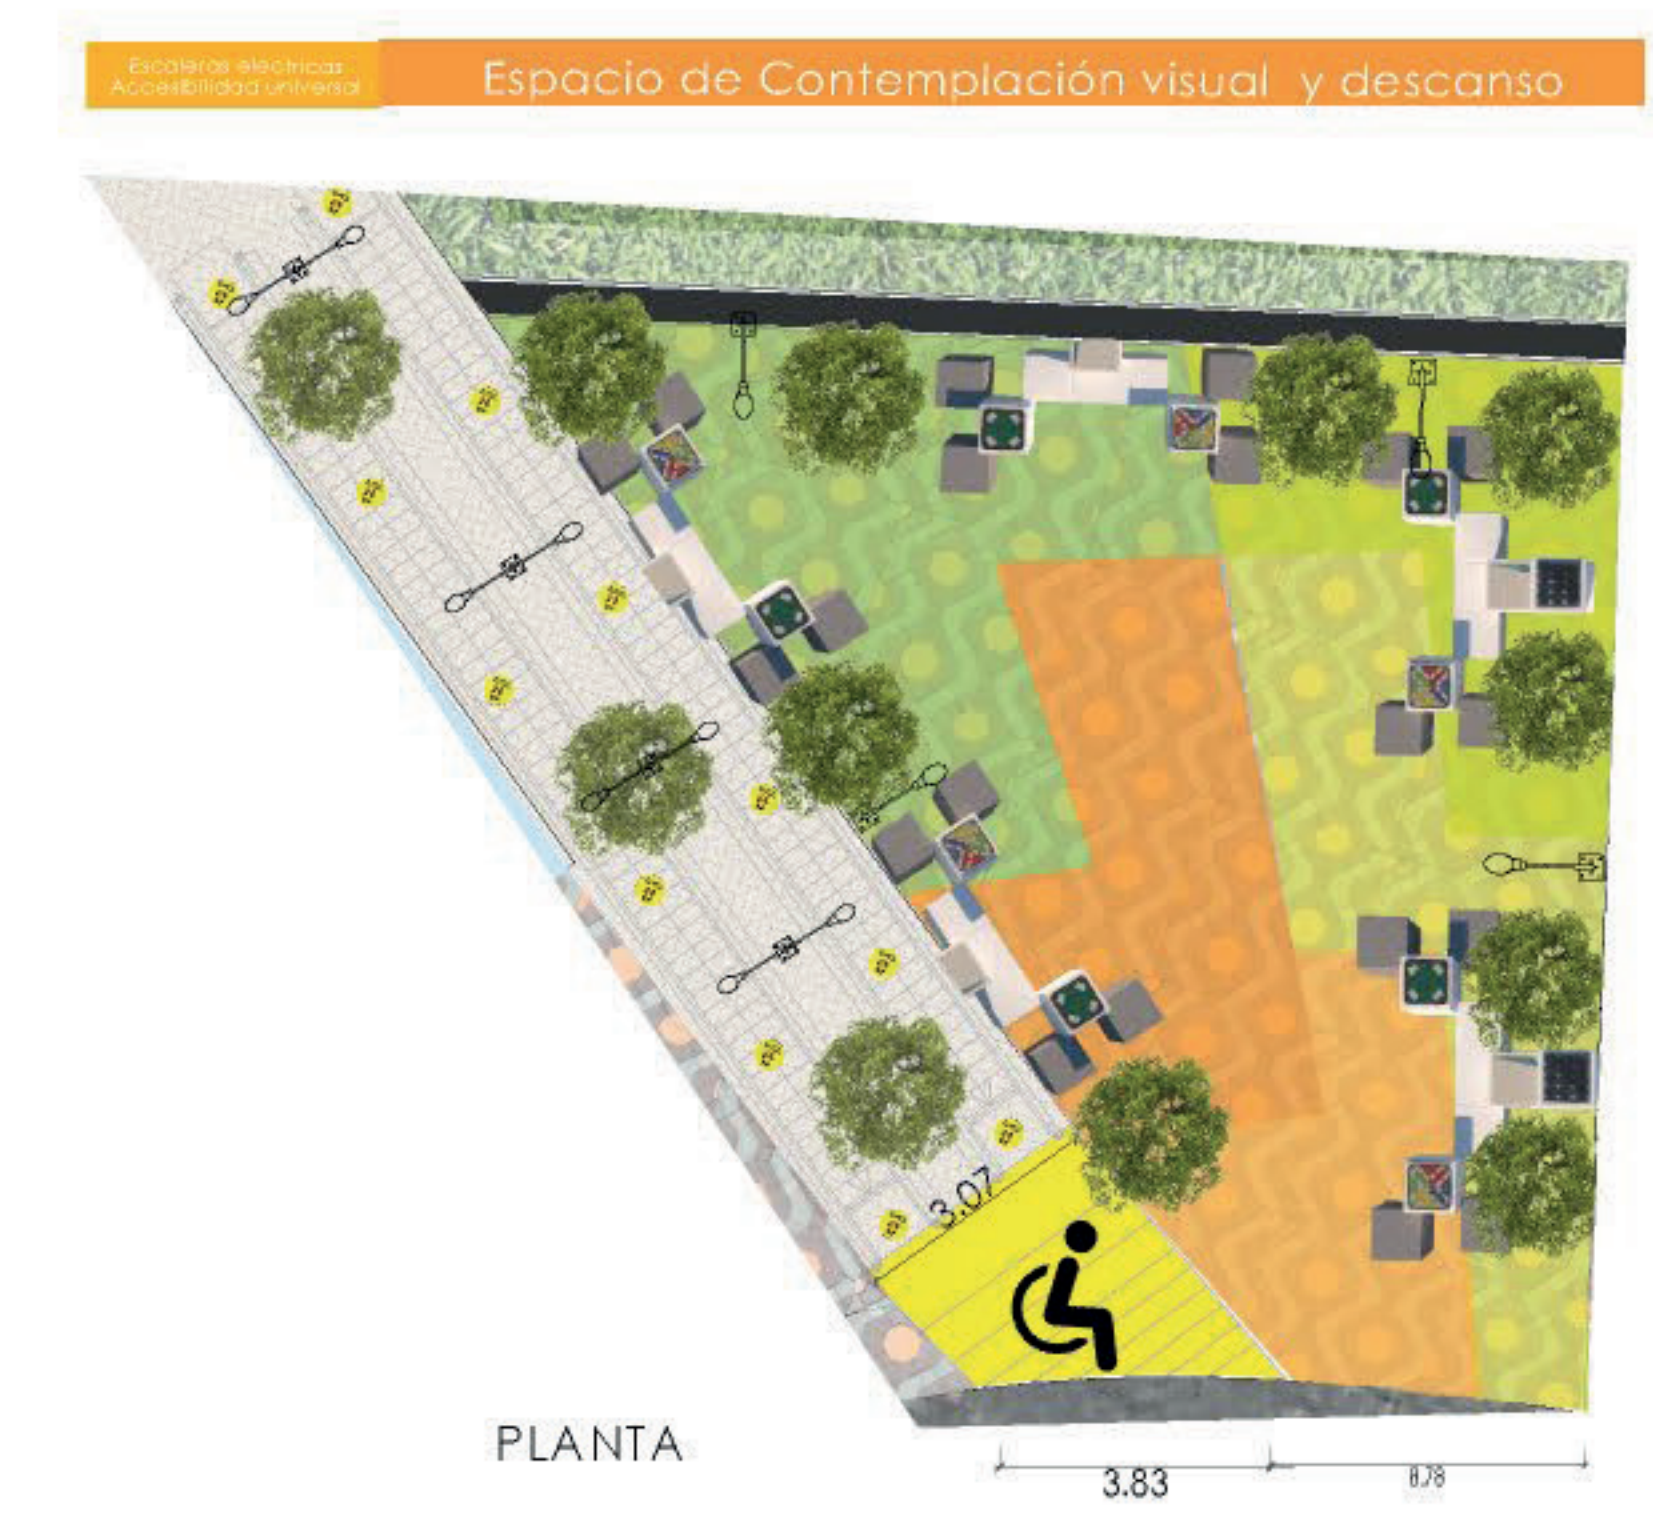 Escaleras eléctricas
Accesibilidad universal
Espacio de Contemplación visual y descanso
3.07
PLANTA
3.83
8.78